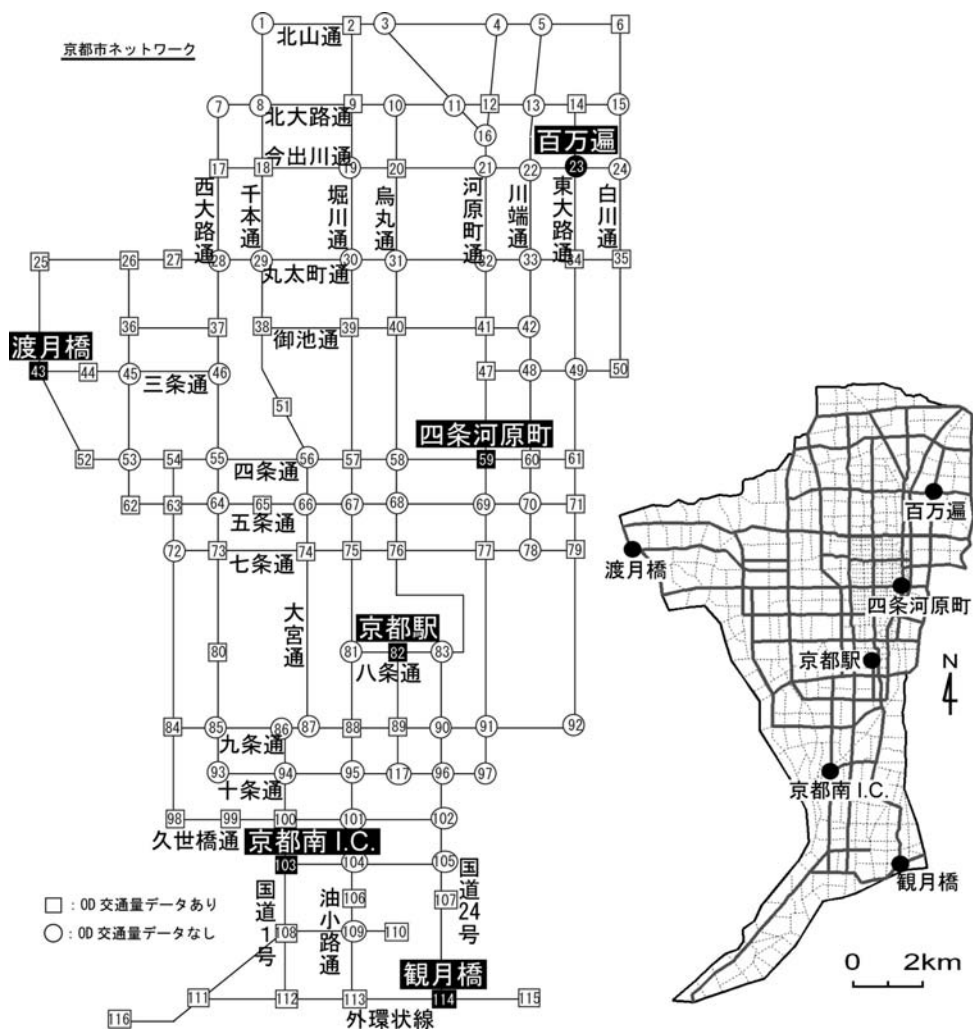 京都市ネットワーク
1 2 3 4 5 6
北山通
7 8 9 10 11 12 13 14 15
北大路通
16
百万遍
今出川通
17 18 19 20 21 22 23 24
西大路通
千本通
堀川通
烏丸通
河原町通
川端通
東大路通
白川通
25 26 27 28 29 30 31 32 33 34 35
丸太町通
36 37 38 39 40 41 42
御池通
渡月橋
43 44 45 46 47 48 49 50
三条通
51
四条河原町
52 53 54 55 56 57 58 59 60 61
四条通
62 63 64 65 66 67 68 69 70 71
五条通
72 73 74 75 76 77 78 79
七条通
大宮通
京都駅
80 81 82 83
八条通
84 85 86 87 88 89 90 91 92
九条通
93 94 95 117 96 97
十条通
98 99 100 101 102
久世橋通
京都南I.C.
103 104 105
国道1号
油小路通
国道24号
106 107
108 109 110
観月橋
111 112 113 114 115
外環状線
116
□:OD交通量データあり
○:OD交通量データなし
百万遍
渡月橋
四条河原町
京都駅
N
京都南I.C.
観月橋
0 2km